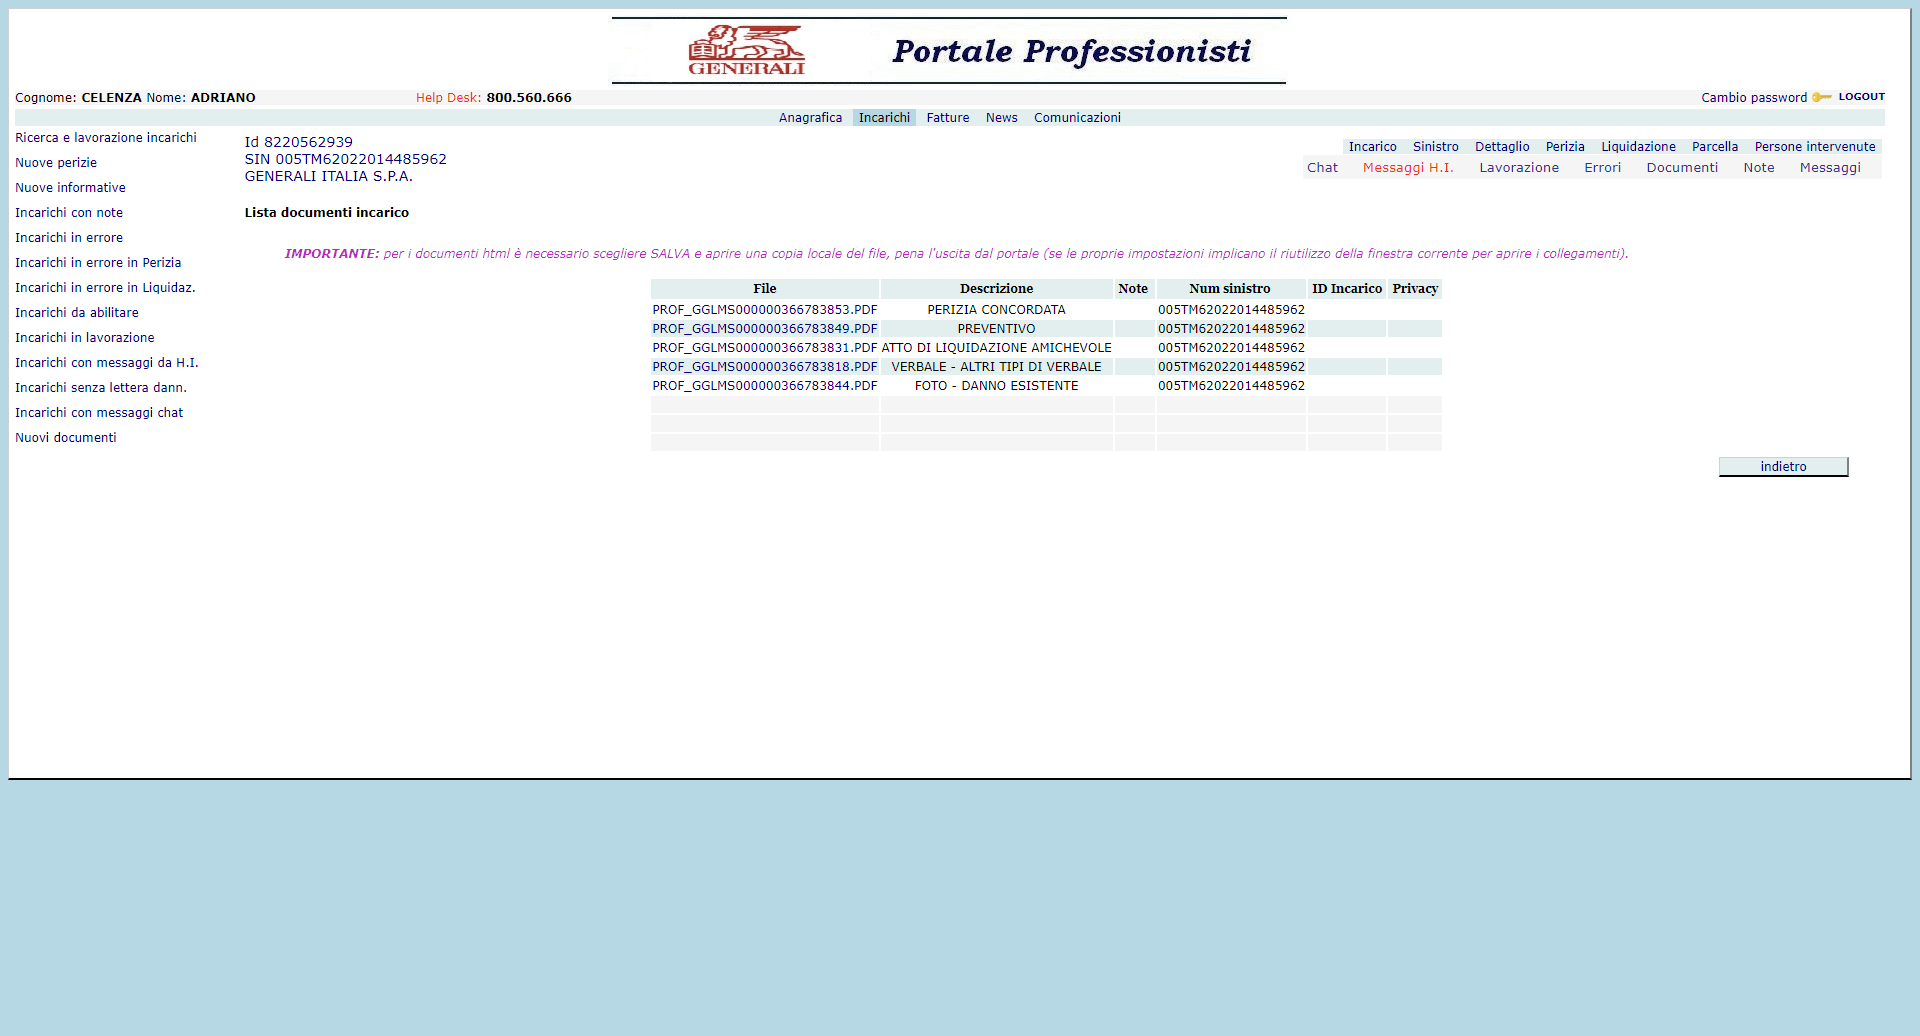 GENERALI
Portale Professionisti
Cognome: CELENZA Nome: ADRIANO Help Desk: 800.560.666 Cambio password LOGOUT
Anagrafica Incarichi Fatture News Comunicazioni
Ricerca e lavorazione incarichi
Nuove perizie
Nuove informative
Incarichi con note
Incarichi in errore
Incarichi in errore in Perizia
Incarichi in errore in Liquidaz.
Incarichi da abilitare
Incarichi in lavorazione
Incarichi con messaggi da H.I.
Incarichi senza lettera dann.
Incarichi con messaggi chat
Nuovi documenti
Id 8220562939
SIN 005TM62022014485962
GENERALI ITALIA S.P.A.
Incarico Sinistro Dettaglio Perizia Liquidazione Parcella Persone intervenute
Chat Messaggi H.I. Lavorazione Errori Documenti Note Messaggi
Lista documenti incarico
IMPORTANTE: per i documenti html è necessario scegliere SALVA e aprire una copia locale del file, pena l'uscita dal portale (se le proprie impostazioni implicano il riutilizzo della finestra corrente per aprire i collegamenti).
File Descrizione Note Num sinistro ID Incarico Privacy
PROF_GGLMS000000366783853.PDF PERIZIA CONCORDATA 005TM62022014485962
PROF_GGLMS000000366783849.PDF PREVENTIVO 005TM62022014485962
PROF_GGLMS000000366783831.PDF ATTO DI LIQUIDAZIONE AMICHEVOLE 005TM62022014485962
PROF_GGLMS000000366783818.PDF VERBALE - ALTRI TIPI DI VERBALE 005TM62022014485962
PROF_GGLMS000000366783844.PDF FOTO - DANNO ESISTENTE 005TM62022014485962
indietro